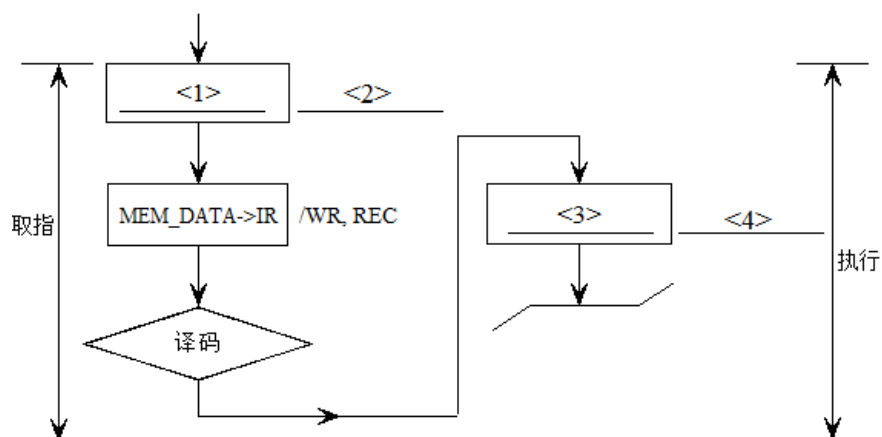 <1>
<2>
取指
MEM_DATA->IR
/WR, REC
<3>
<4>
执行
译码